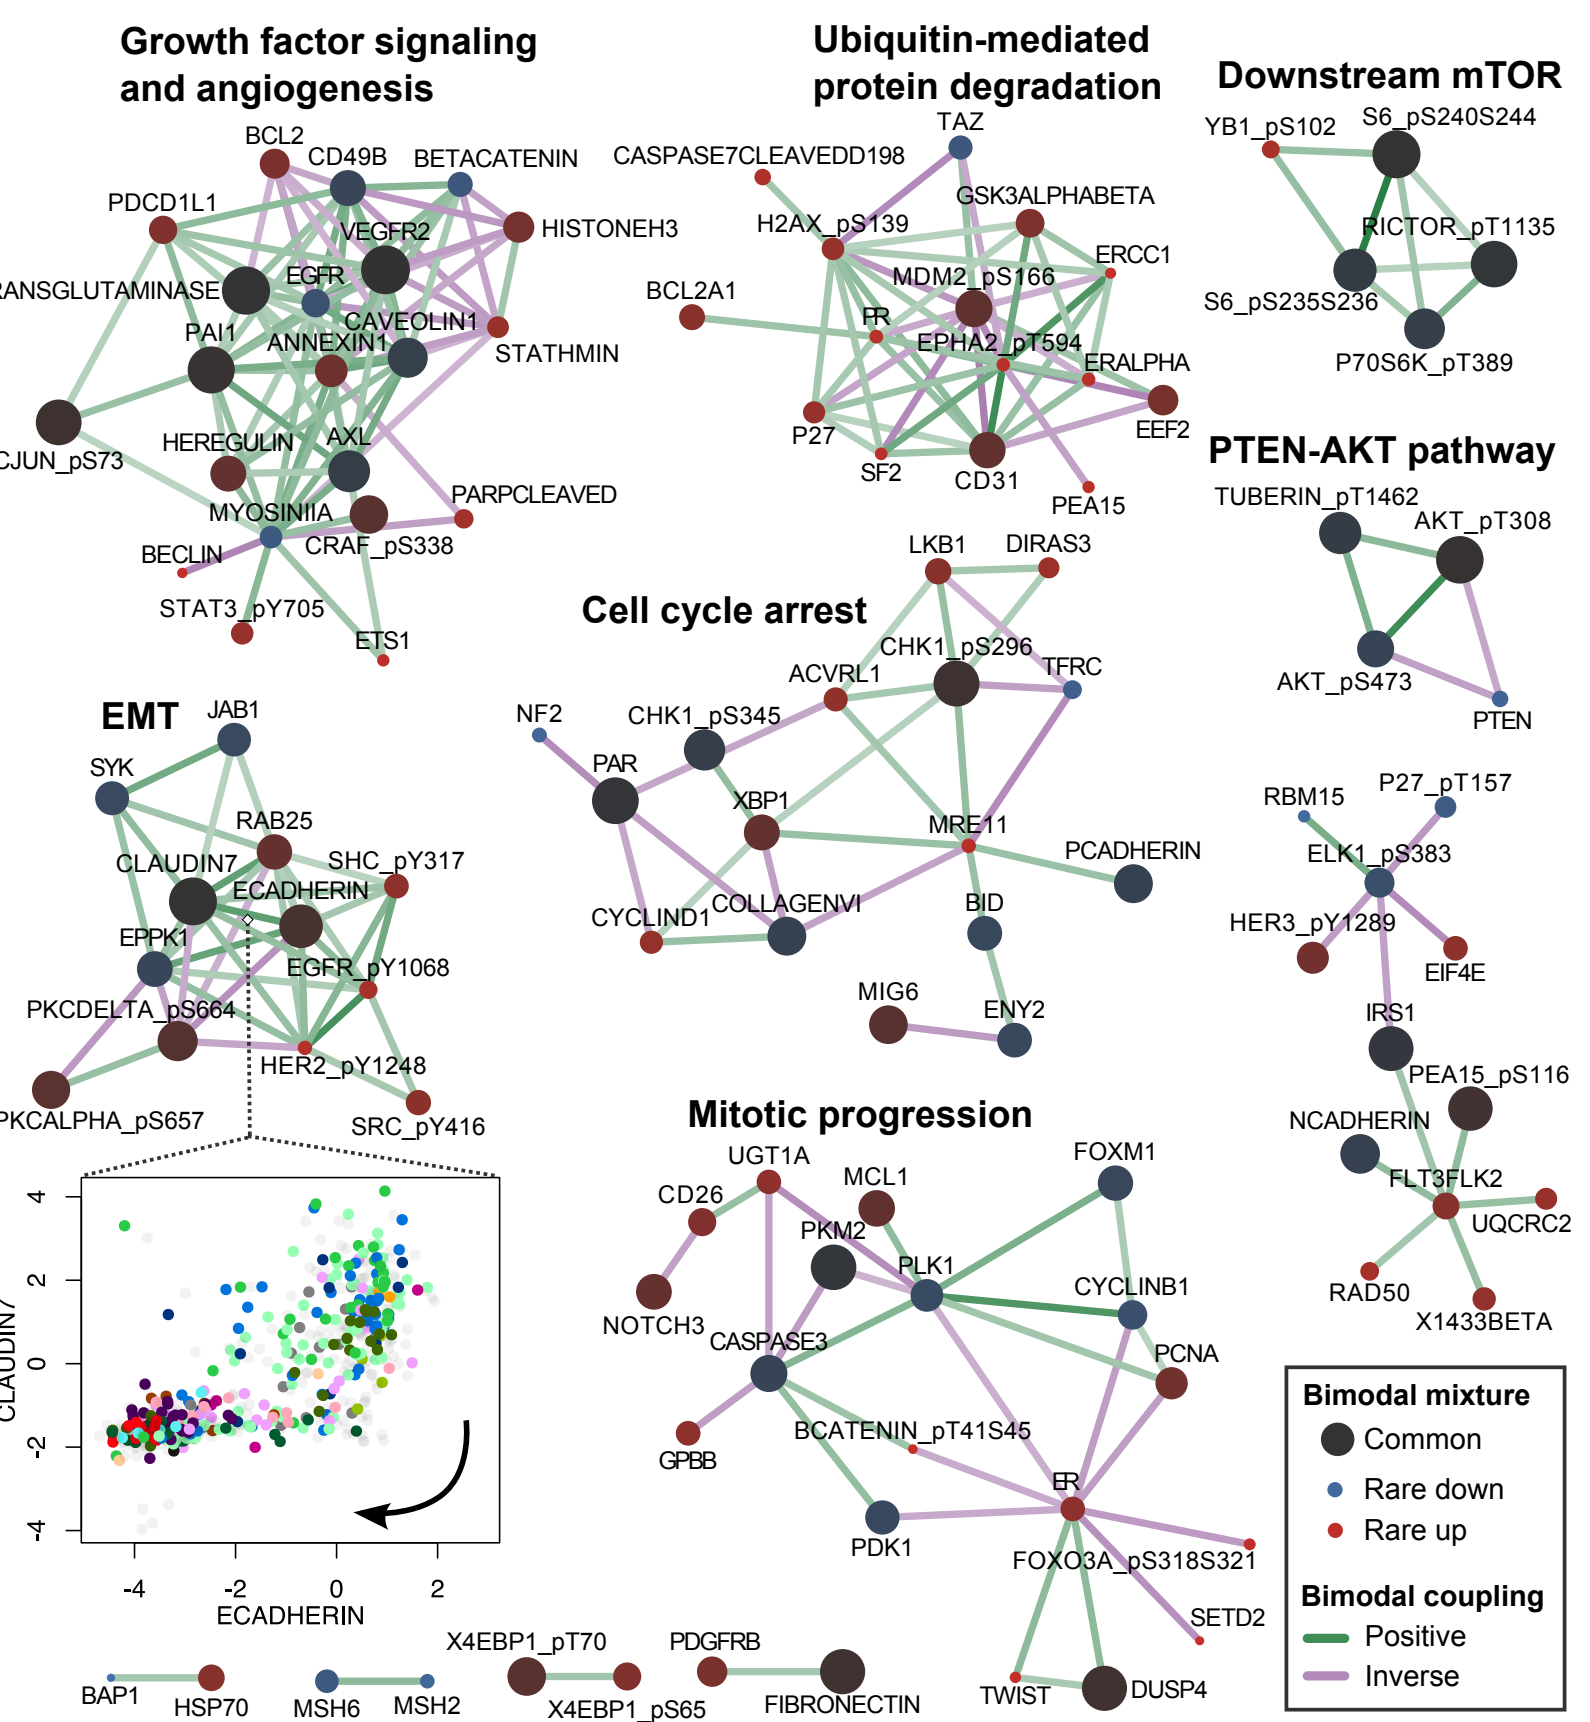 Growth factor signaling
and angiogenesis
BCL2
CD49B
BETACATENIN
PDCD1L1
VEGFR2
HISTONEH3
RANSGLUTAMINASE
EGFR
PAI1
CAVEOLIN1
ANNEXIN1
STATHMIN
CJUN_pS73
HEREGULIN
AXL
MYOSINIIA
PARPCLEAVED
CRAF_pS338
BECLIN
STAT3_pY705
ETS1
Ubiquitin-mediated
protein degradation
TAZ
CASPASE7CLEAVEDD198
GSK3ALPHABETA
H2AX_pS139
ERCC1
MDM2_pS166
BCL2A1
PR
EPHA2_pT594
ERALPHA
P27
EEF2
SF2
CD31
PEA15
Downstream mTOR
S6_pS240S244
YB1_pS102
RICTOR_pT1135
S6_pS235S236
P70S6K_pT389
PTEN-AKT pathway
TUBERIN_pT1462
AKT_pT308
AKT_pS473
PTEN
Cell cycle arrest
LKB1
DIRAS3
CHK1_pS296
TFRC
ACVRL1
NF2
CHK1_pS345
PAR
XBP1
MRE11
PCADHERIN
CYCLIND1
COLLAGENVI
BID
MIG6
ENY2
EMT
JAB1
SYK
RAB25
CLAUDIN7
SHC_pY317
ECADHERIN
EPPK1
EGFR_pY1068
PKCDELTA_pS664
HER2_pY1248
PKCALPHA_pS657
SRC_pY416
P27_pT157
RBM15
ELK1_pS383
HER3_pY1289
EIF4E
IRS1
PEA15_pS116
NCADHERIN
FLT3FLK2
UQCRC2
RAD50
X1433BETA
Mitotic progression
UGT1A
FOXM1
MCL1
CD26
PKM2
PLK1
CYCLINB1
NOTCH3
CASPASE3
PCNA
BCATENIN_pT41S45
GPBB
ER
PDK1
FOXO3A_pS318S321
SETD2
TWIST
DUSP4
4
2
0
-2
-4
CLAUDIN7
-4
-2
0
2
ECADHERIN
X4EBP1_pT70
PDGFRB
BAP1
HSP70
MSH6
MSH2
X4EBP1_pS65
FIBRONECTIN
Bimodal mixture
Common
Rare down
Rare up
Bimodal coupling
Positive
Inverse